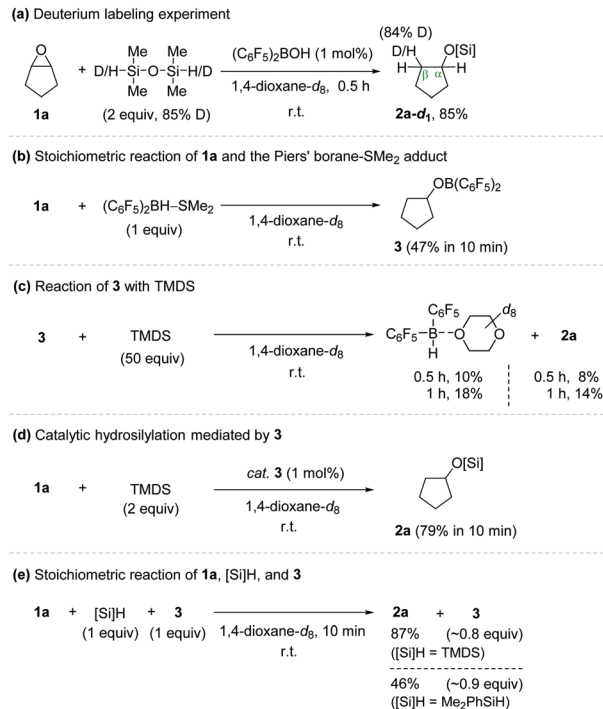 (a) Deuterium labeling experiment
(84% D)
O Me Me (C6F5)2BOH (1 mol%) D/H O[Si]
+ D/H–Si–O–Si–H/D H β α H
Me Me 1,4-dioxane-d8, 0.5 h
1a (2 equiv, 85% D) r.t. 2a-d1, 85%
(b) Stoichiometric reaction of 1a and the Piers' borane-SMe2 adduct
OB(C6F5)2
1a + (C6F5)2BH–SMe2
(1 equiv) 1,4-dioxane-d8
r.t. 3 (47% in 10 min)
(c) Reaction of 3 with TMDS
C6F5 d8
3 + TMDS C6F5–B--O O + 2a
(50 equiv) 1,4-dioxane-d8 H
r.t. 0.5 h, 10% 0.5 h, 8%
1 h, 18% 1 h, 14%
(d) Catalytic hydrosilylation mediated by 3
O[Si]
1a + TMDS cat. 3 (1 mol%)
(2 equiv) 1,4-dioxane-d8
r.t. 2a (79% in 10 min)
(e) Stoichiometric reaction of 1a, [Si]H, and 3
1a + [Si]H + 3 2a + 3
(1 equiv) (1 equiv) 1,4-dioxane-d8, 10 min 87% (~0.8 equiv)
r.t. ([Si]H = TMDS)
46% (~0.9 equiv)
([Si]H = Me2PhSiH)